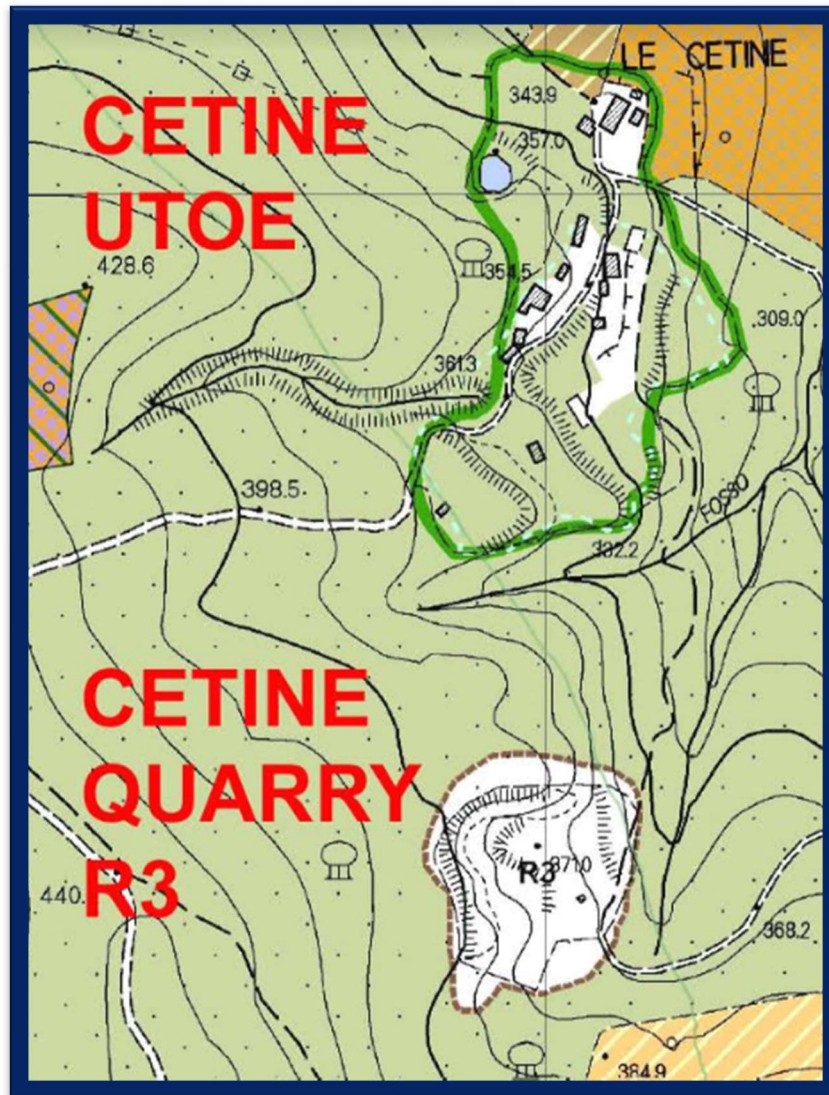 LE CETINE
343.9
CETINE
UTOE
357.0
428.6
354.5
309.0
361.3
398.5
FOSSO
332.2
CETINE
QUARRY
R3
R3
371.0
440.
368.2
384.9